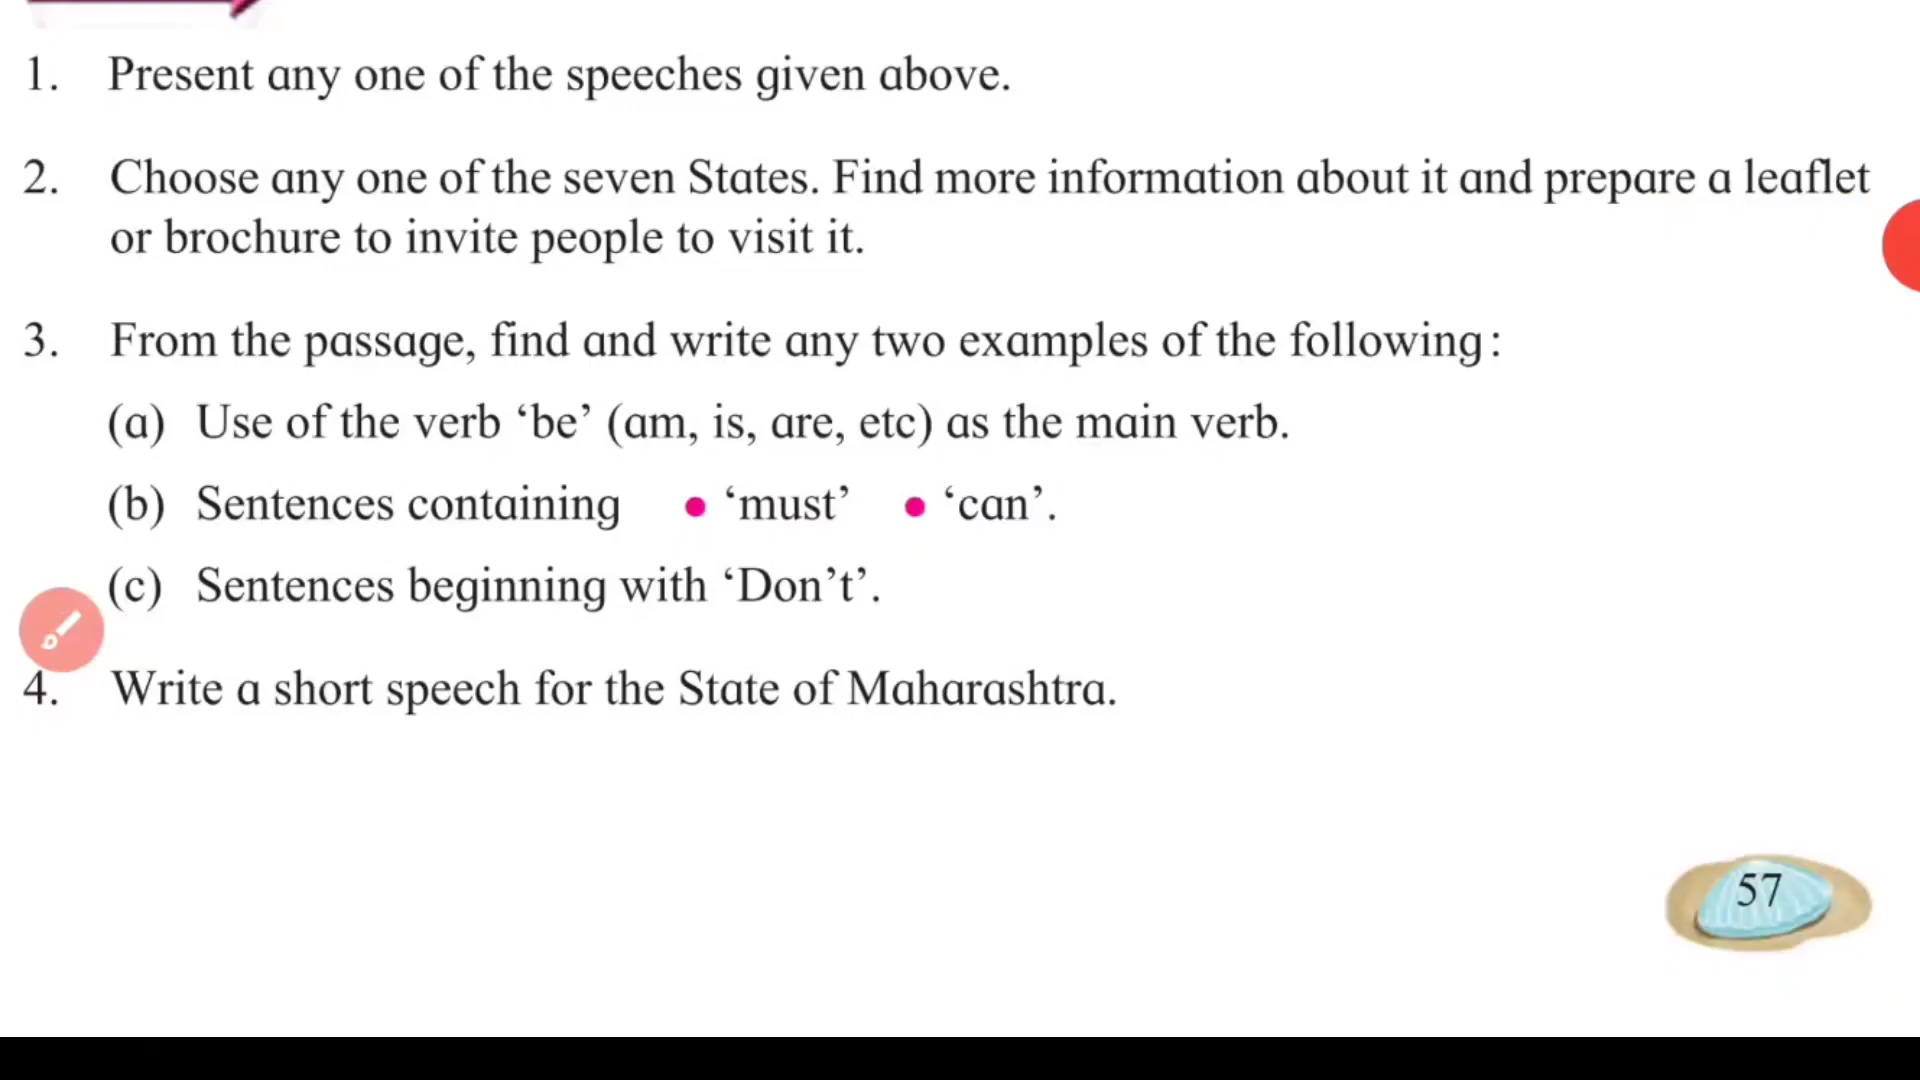 1. Present any one of the speeches given above.
2. Choose any one of the seven States. Find more information about it and prepare a leaflet
or brochure to invite people to visit it.
3. From the passage, find and write any two examples of the following:
(a) Use of the verb ‘be’ (am, is, are, etc) as the main verb.
(b) Sentences containing • ‘must’ • ‘can’.
(c) Sentences beginning with ‘Don’t’.
4. Write a short speech for the State of Maharashtra.
57